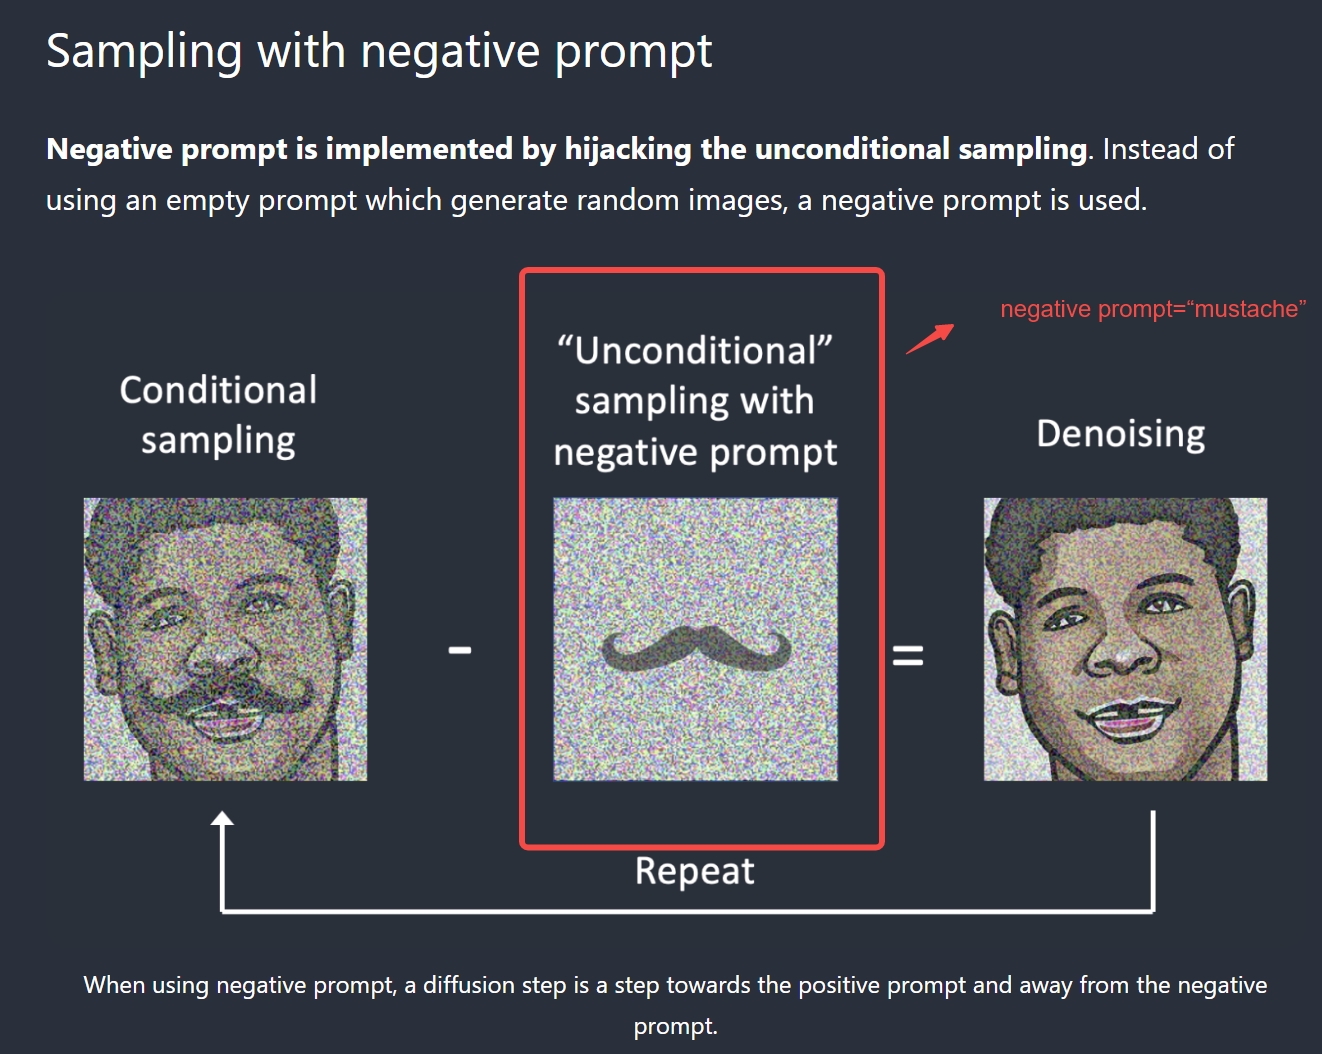 Sampling with negative prompt
Negative prompt is implemented by hijacking the unconditional sampling. Instead of
using an empty prompt which generate random images, a negative prompt is used.
negative prompt=“mustache”
“Unconditional”
sampling with
negative prompt
Conditional
sampling
Denoising
-
=
Repeat
When using negative prompt, a diffusion step is a step towards the positive prompt and away from the negative
prompt.